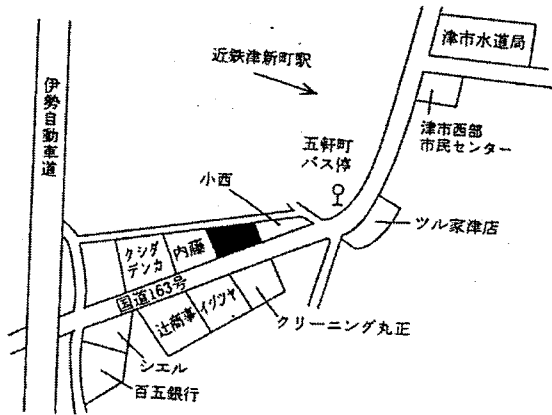 津市水道局
近鉄津新町駅
伊勢自動車道
津市西部
市民センター
五軒町
バス停
小西
ツル家津店
クシダ
デンカ
内藤
国道163号
辻商事
イヅツヤ
クリーニング丸正
シエル
百五銀行